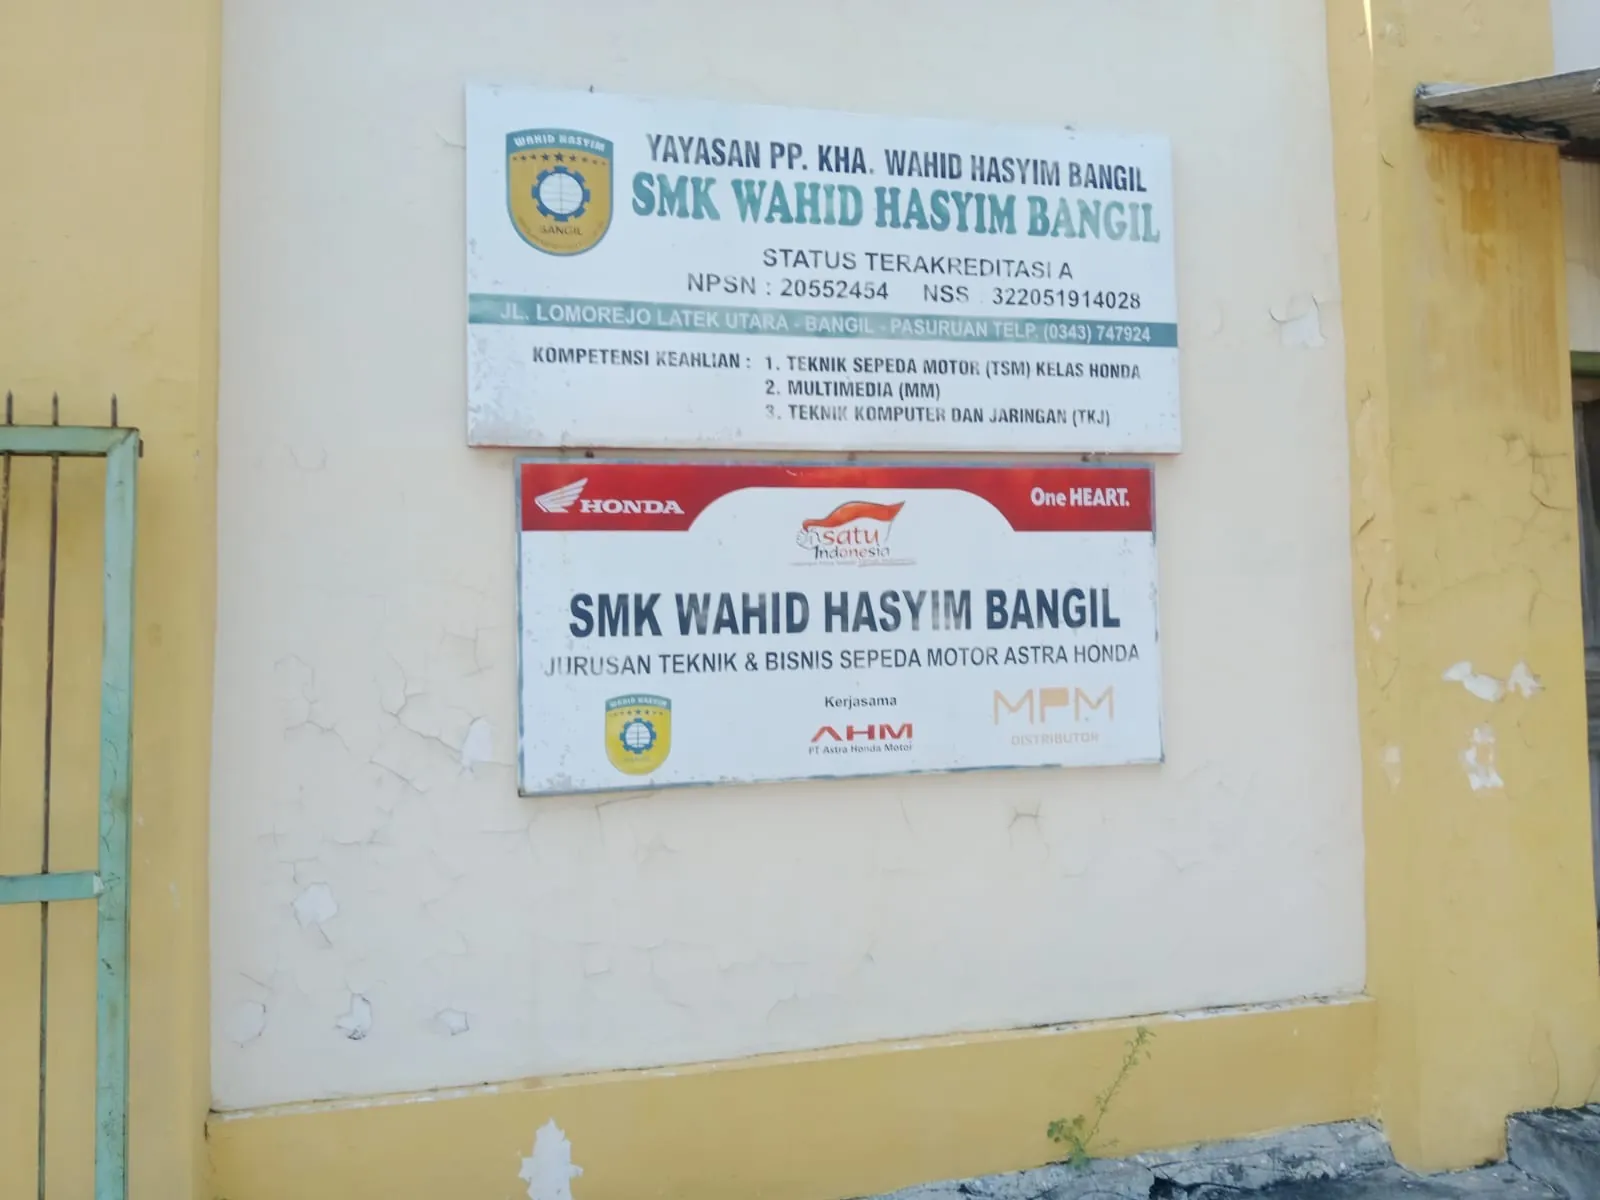 WAHID HASYIM
BANGIL
YAYASAN PP. KHA. WAHID HASYIM BANGIL
SMK WAHID HASYIM BANGIL
STATUS TERAKREDITASI A
NPSN : 20552454 NSS : 322051914028
JL. LOMOREJO LATEK UTARA - BANGIL - PASURUAN TELP. (0343) 747924
KOMPETENSI KEAHLIAN : 1. TEKNIK SEPEDA MOTOR (TSM) KELAS HONDA
2. MULTIMEDIA (MM)
3. TEKNIK KOMPUTER DAN JARINGAN (TKJ)
HONDA
One HEART.
satu
Indonesia
SMK WAHID HASYIM BANGIL
JURUSAN TEKNIK & BISNIS SEPEDA MOTOR ASTRA HONDA
WAHID HASYIM
Kerjasama
AHM
PT Astra Honda Motor
MPM
DISTRIBUTOR